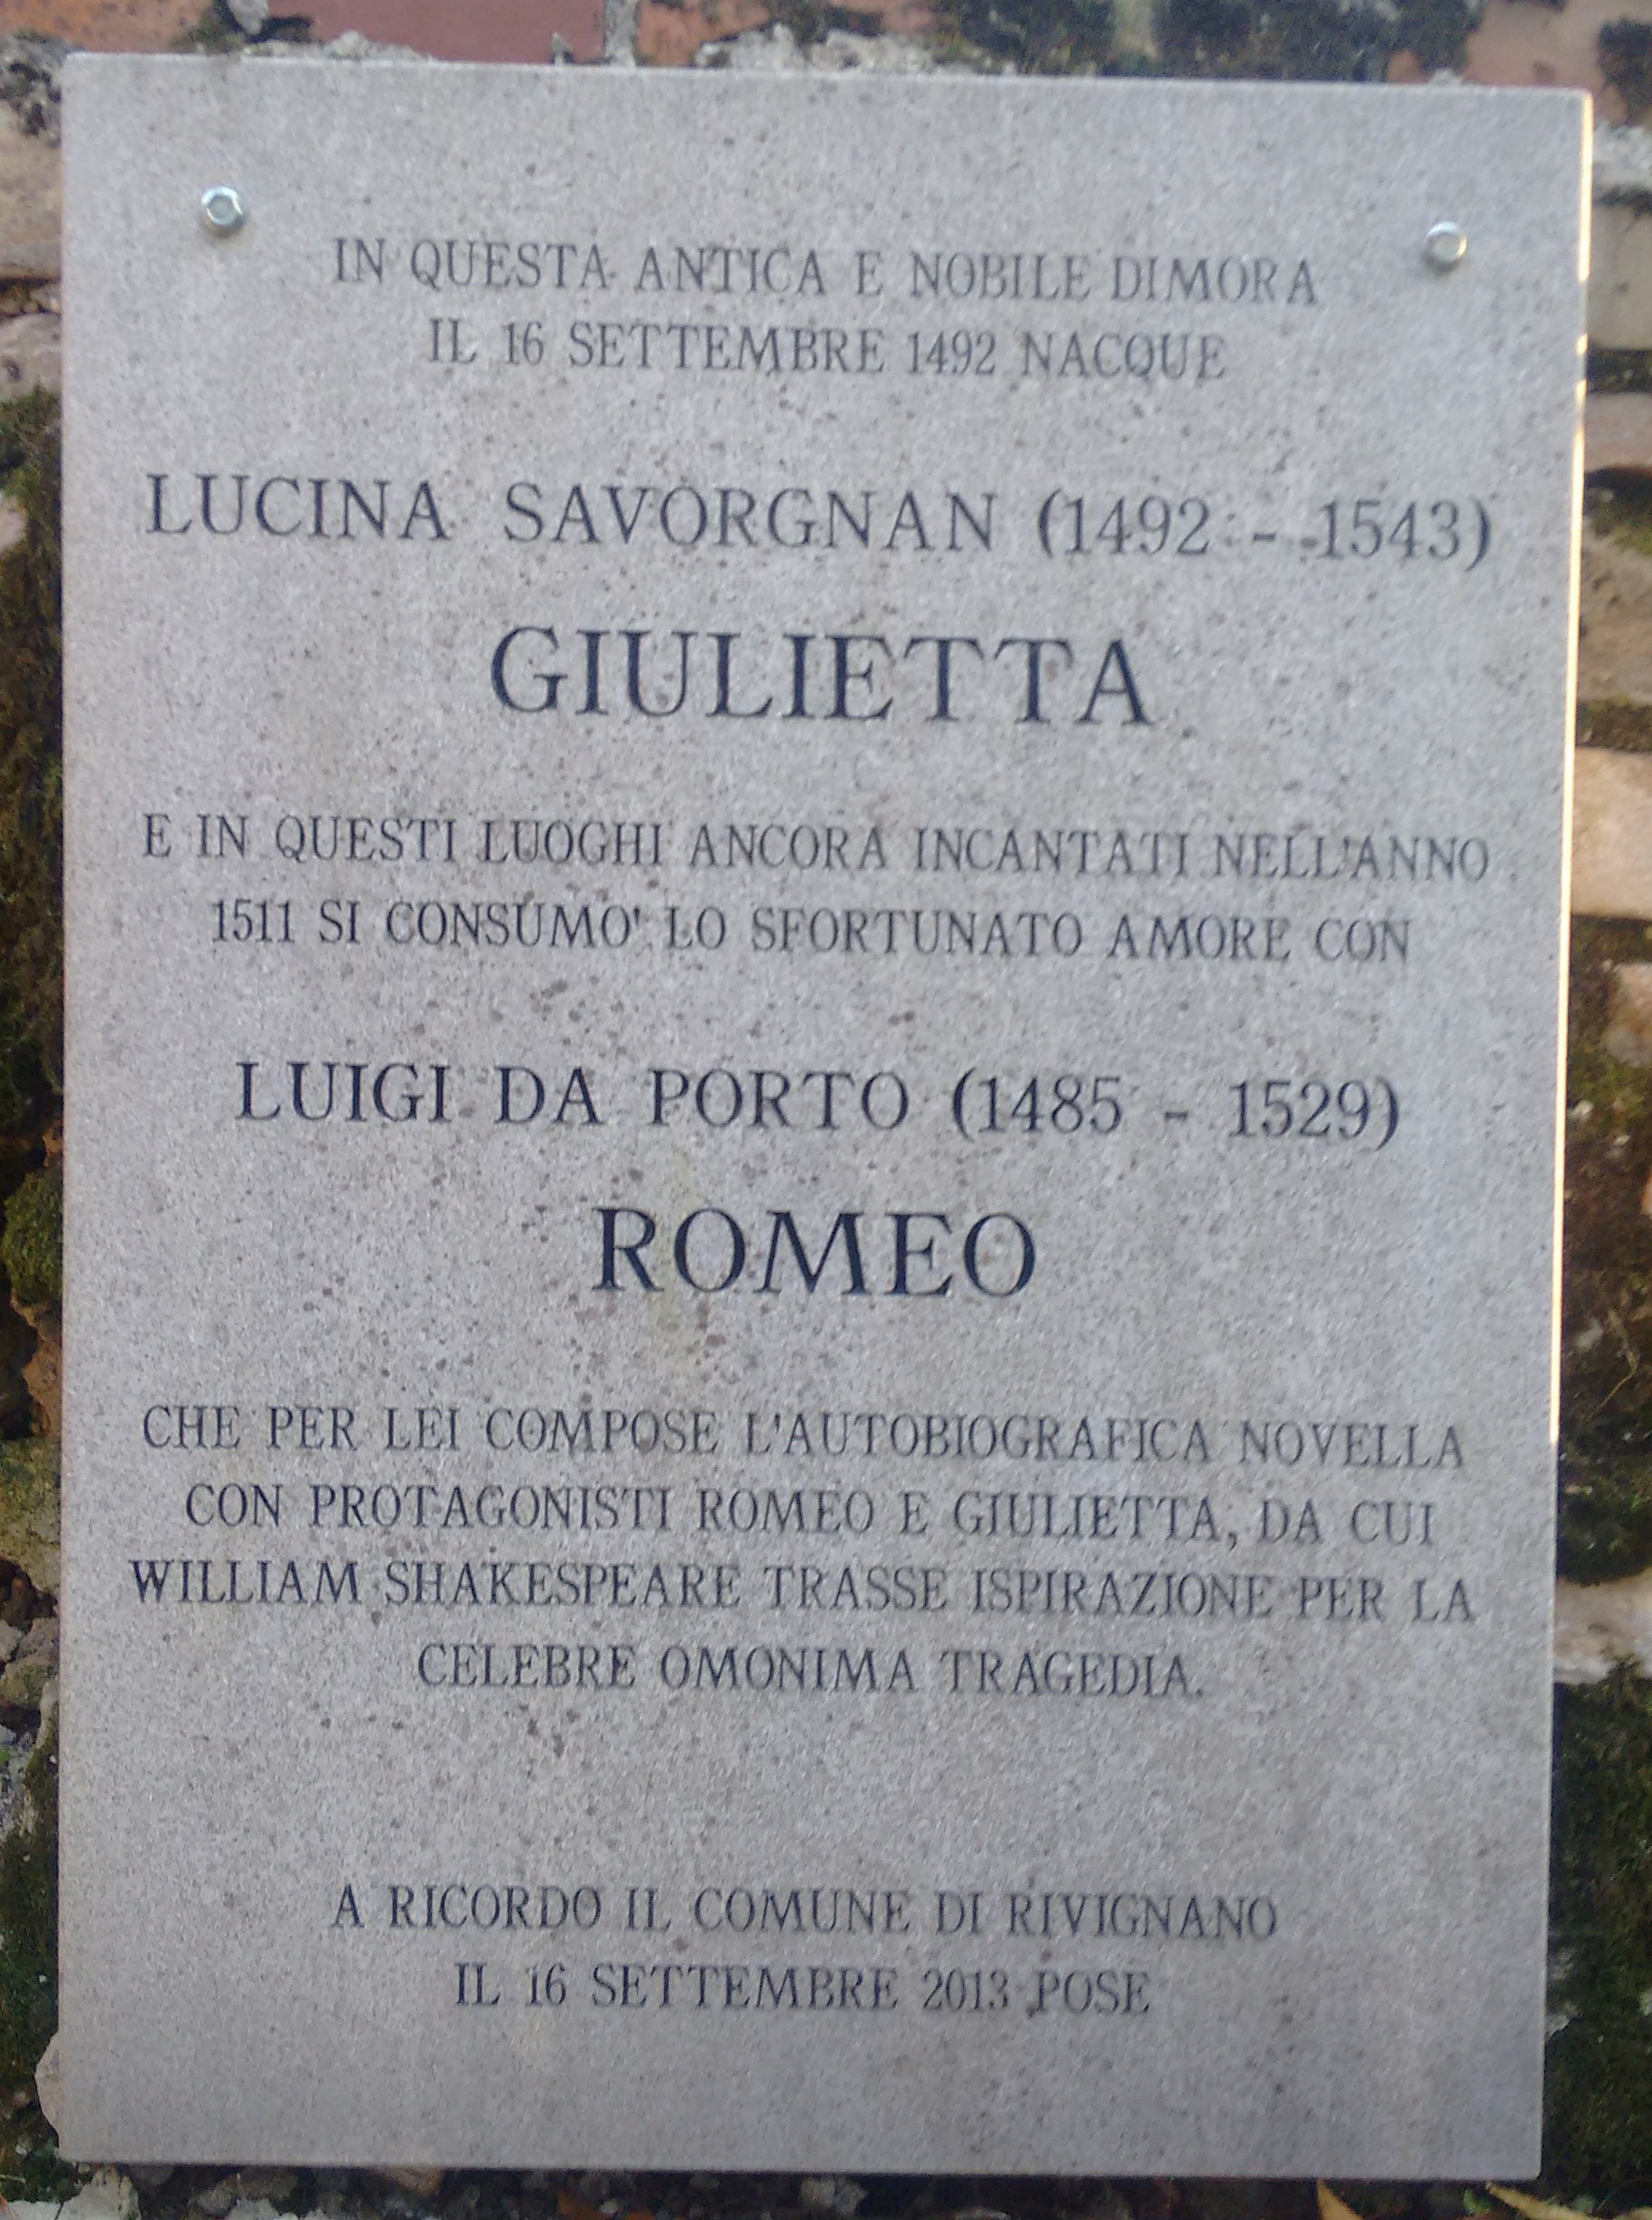 IN QUESTA ANTICA E NOBILE DIMORA
IL 16 SETTEMBRE 1492 NACQUE
LUCINA SAVORGNAN (1492 - 1543)
GIULIETTA
E IN QUESTI LUOGHI ANCORA INCANTATI NELL'ANNO
1511 SI CONSUMO' LO SFORTUNATO AMORE CON
LUIGI DA PORTO (1485 - 1529)
ROMEO
CHE PER LEI COMPOSE L'AUTOBIOGRAFICA NOVELLA
CON PROTAGONISTI ROMEO E GIULIETTA, DA CUI
WILLIAM SHAKESPEARE TRASSE ISPIRAZIONE PER LA
CELEBRE OMONIMA TRAGEDIA.
A RICORDO IL COMUNE DI RIVIGNANO
IL 16 SETTEMBRE 2013 POSE